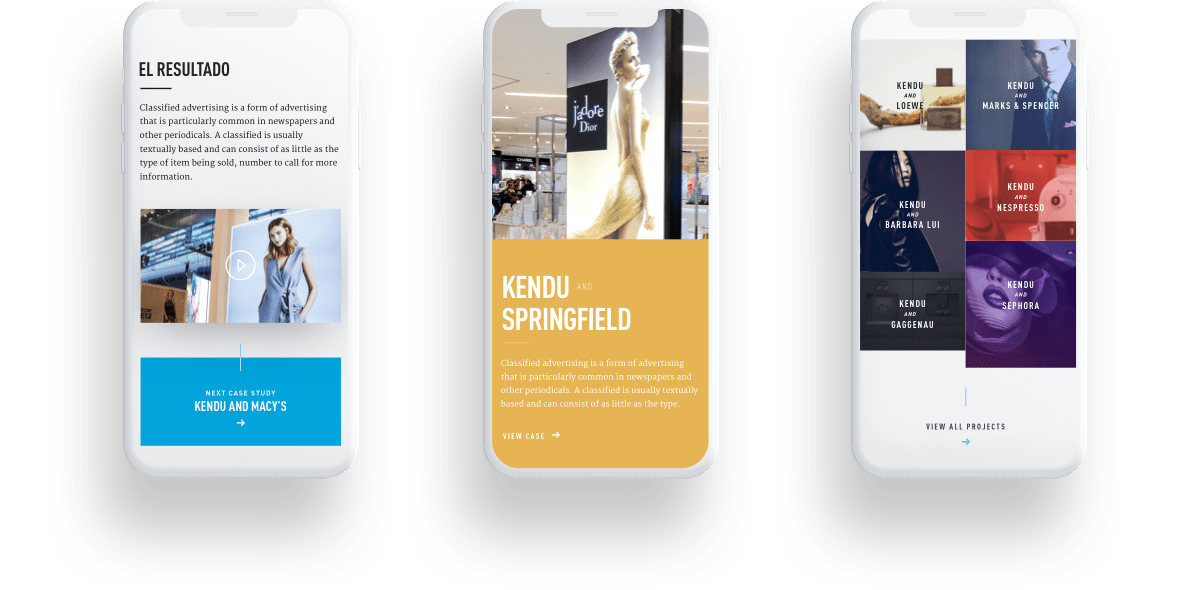 EL RESULTADO
Classified advertising is a form of advertising
that is particularly common in newspapers and
other periodicals. A classified is usually
textually based and can consist of as little as the
type of item being sold, number to call for more
information.
NEXT CASE STUDY
KENDU AND MACY'S
j'adore
Dior
CHANEL
KENDU AND
SPRINGFIELD
Classified advertising is a form of advertising
that is particularly common in newspapers and
other periodicals. A classified is usually textually
based and can consist of as little as the type.
VIEW CASE
KENDU
AND
LOEWE
KENDU
AND
MARKS & SPENCER
KENDU
AND
BARBARA LUI
KENDU
AND
NESPRESSO
KENDU
AND
GAGGENAU
KENDU
AND
SEPHORA
VIEW ALL PROJECTS